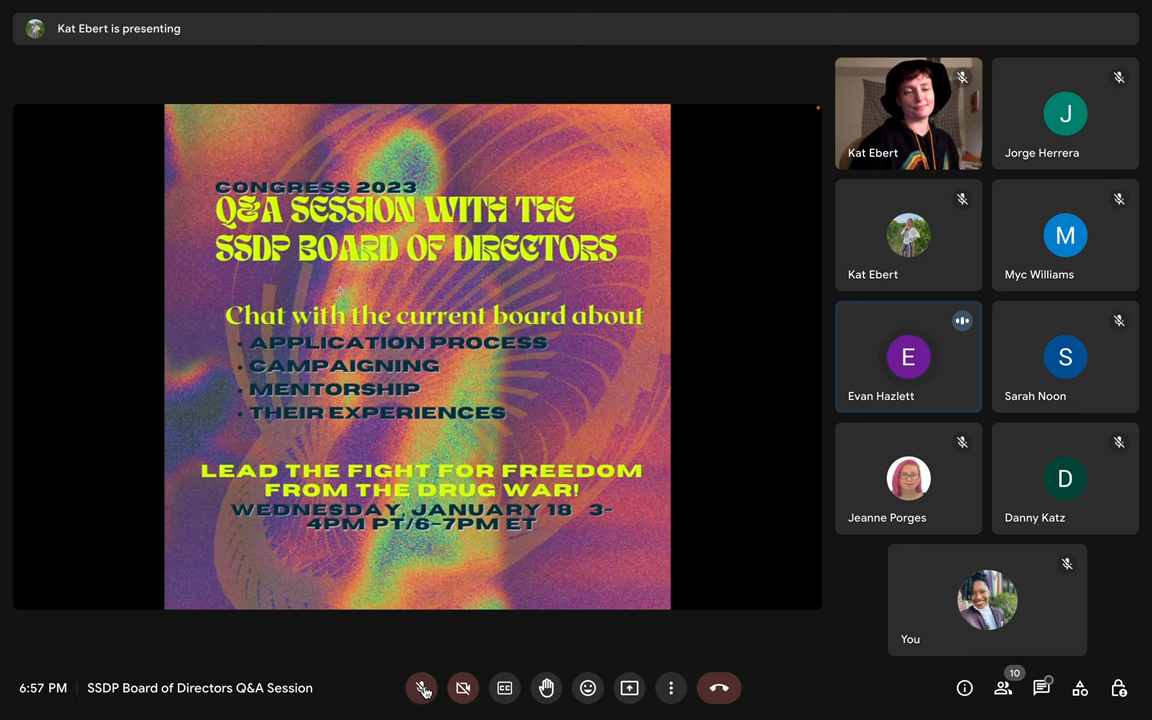 Kat Ebert is presenting
CONGRESS 2023
Q&A SESSION WITH THE
SSDP BOARD OF DIRECTORS
Chat with the current board about
• APPLICATION PROCESS
• CAMPAIGNING
• MENTORSHIP
• THEIR EXPERIENCES
LEAD THE FIGHT FOR FREEDOM
FROM THE DRUG WAR!
WEDNESDAY, JANUARY 18 3-
4PM PT/6-7PM ET
Kat Ebert
J
Jorge Herrera
Kat Ebert
M
Myc Williams
E
Evan Hazlett
S
Sarah Noon
Jeanne Porges
D
Danny Katz
You
6:57 PM
SSDP Board of Directors Q&A Session
CC
10